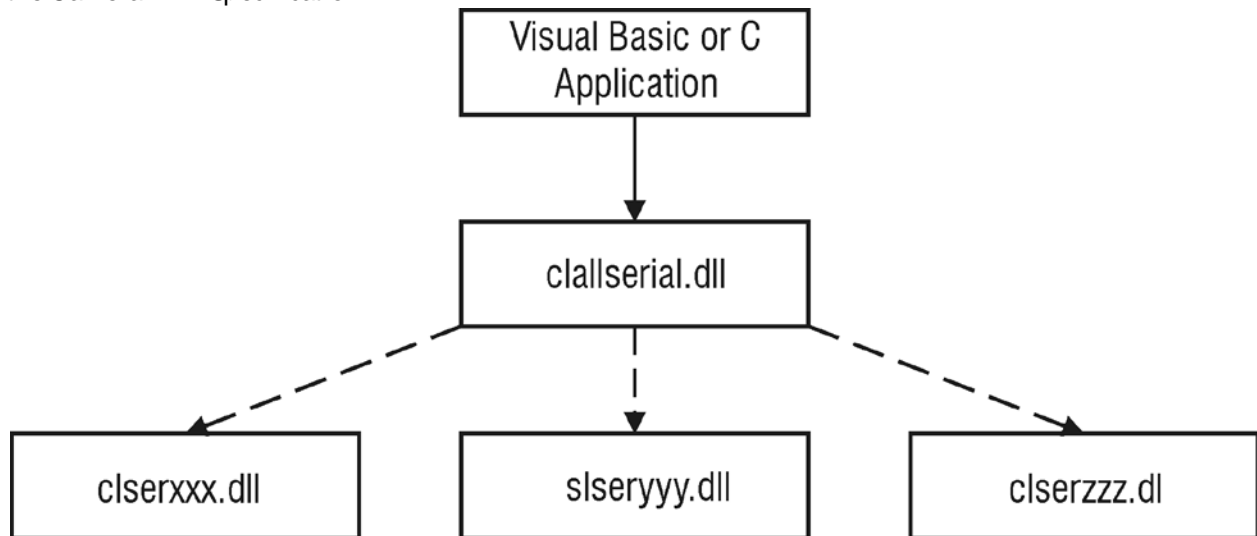 Visual Basic or C
Application
clallserial.dll
clserxxx.dll
slseryyy.dll
clserzzz.dl